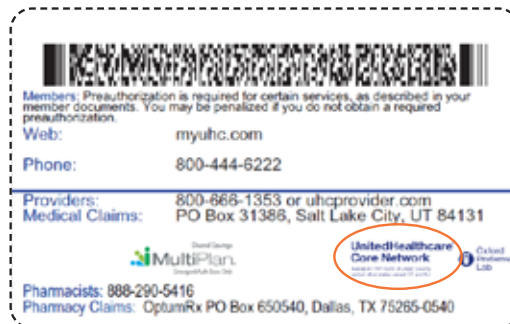 Members: Preauthorization is required for certain services, as described in your
member documents. You may be penalized if you do not obtain a required
preauthorization.
Web: myuhc.com
Phone: 800-444-6222
Providers: 800-666-1353 or uhcprovider.com
Medical Claims: PO Box 31386, Salt Lake City, UT 84131
Shared Savings
MultiPlan.
UnitedHealthcare
Core Network
Oxford
Lab
Pharmacists: 888-290-5416
Pharmacy Claims: OptumRx PO Box 650540, Dallas, TX 75265-0540